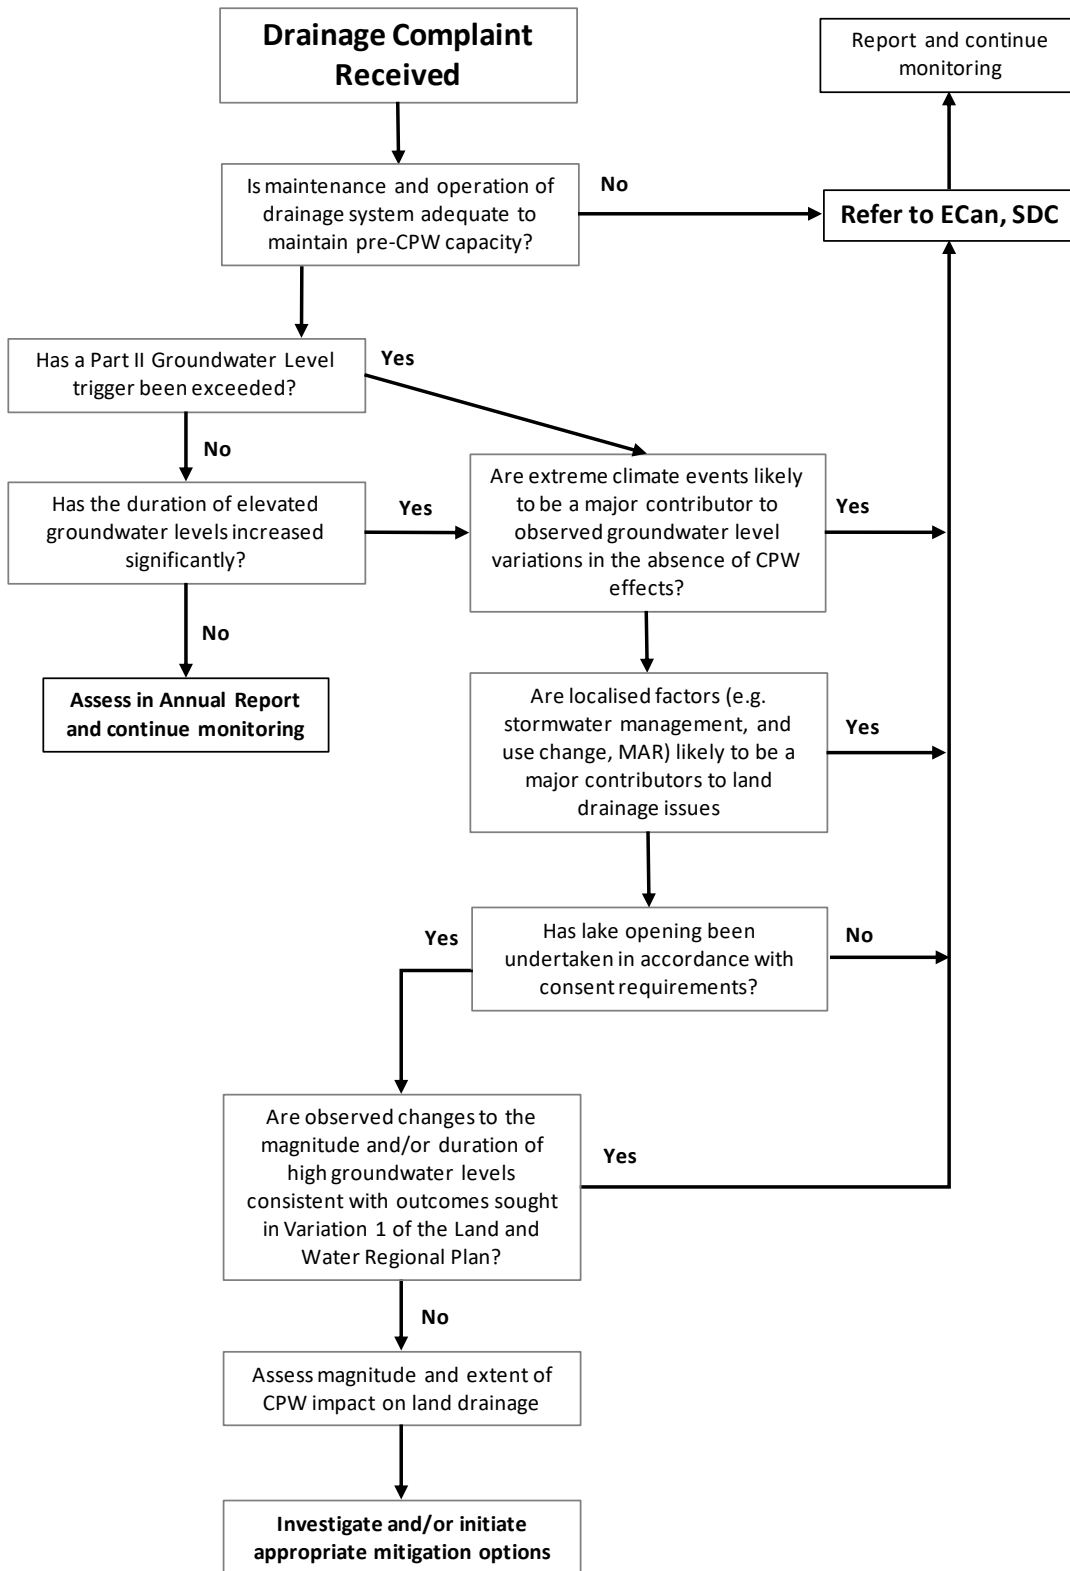 Drainage Complaint
Received
Report and continue
monitoring
Is maintenance and operation of
drainage system adequate to
maintain pre-CPW capacity?
No
Refer to ECan, SDC
Has a Part II Groundwater Level
trigger been exceeded?
Yes
No
Has the duration of elevated
groundwater levels increased
significantly?
Yes
Are extreme climate events likely
to be a major contributor to
observed groundwater level
variations in the absence of CPW
effects?
Yes
No
Assess in Annual Report
and continue monitoring
Are localised factors (e.g.
stormwater management, and
use change, MAR) likely to be a
major contributors to land
drainage issues
Yes
Has lake opening been
undertaken in accordance with
consent requirements?
Yes
No
Are observed changes to the
magnitude and/or duration of
high groundwater levels
consistent with outcomes sought
in Variation 1 of the Land and
Water Regional Plan?
Yes
No
Assess magnitude and extent of
CPW impact on land drainage
Investigate and/or initiate
appropriate mitigation options